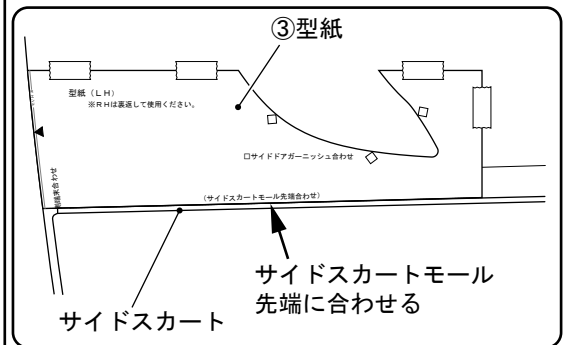 ③型紙
型紙（ＬＨ）
※ＲＨは裏返して使用ください。
□サイドドアガーニッシュ合わせ
（サイドスカートモール先端合わせ）
サイドスカートモール
先端に合わせる
サイドスカート